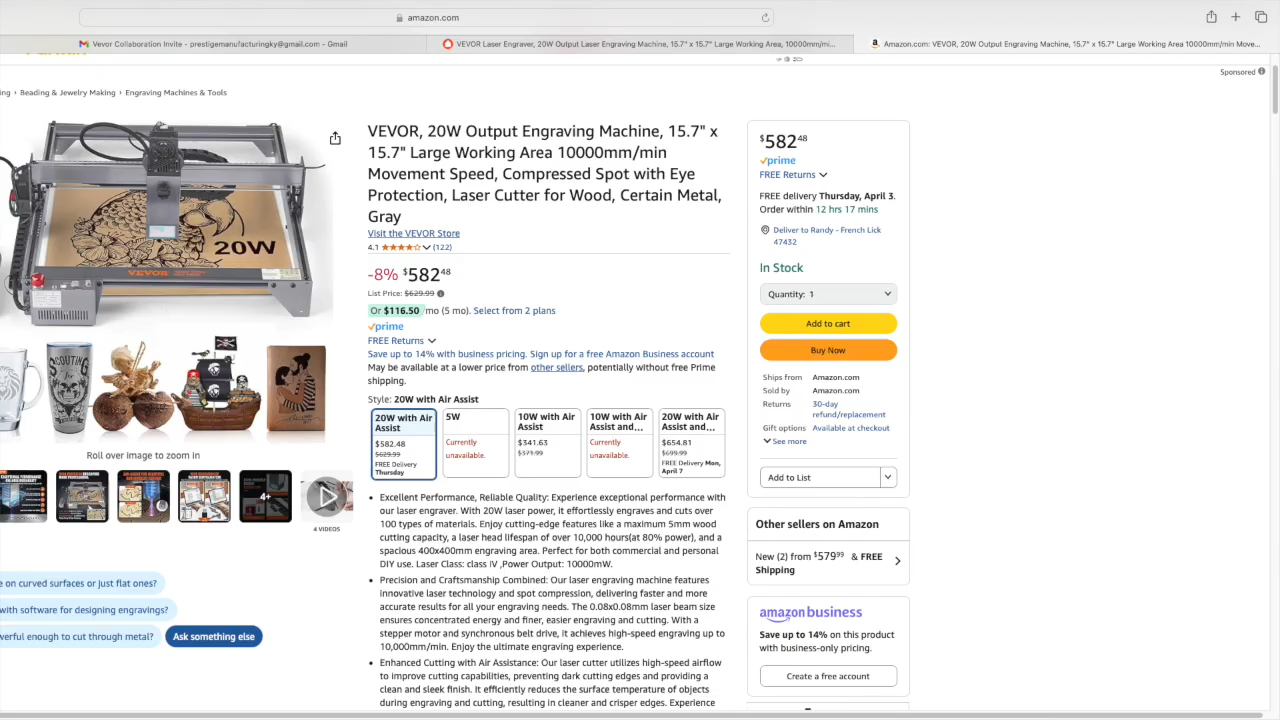 amazon.com
Vevor Collaboration Invite - prestigemanufacturingky@gmail.com - Gmail
VEVOR Laser Engraver, 20W Output Laser Engraving Machine, 15.7" x 15.7" Large Working Area, 10000mm/mi...
Amazon.com: VEVOR, 20W Output Engraving Machine, 15.7" x 15.7" Large Working Area 10000mm/min Move...
Sponsored
ing › Beading & Jewelry Making › Engraving Machines & Tools
20W
VEVOR
SCOUTING
Roll over image to zoom in
4+
4 VIDEOS
e on curved surfaces or just flat ones?
with software for designing engravings?
werful enough to cut through metal?
Ask something else
VEVOR, 20W Output Engraving Machine, 15.7" x
15.7" Large Working Area 10000mm/min
Movement Speed, Compressed Spot with Eye
Protection, Laser Cutter for Wood, Certain Metal,
Gray
Visit the VEVOR Store
4.1 (122)
-8% $582 48
List Price: $629.99
Or $116.50 /mo (5 mo). Select from 2 plans
prime
FREE Returns
Save up to 14% with business pricing. Sign up for a free Amazon Business account
May be available at a lower price from other sellers, potentially without free Prime
shipping.
Style: 20W with Air Assist
20W with Air
Assist
$582.48
$629.99
FREE Delivery
Thursday
5W
Currently
unavailable.
10W with Air
Assist
$341.63
$371.99
10W with Air
Assist and...
Currently
unavailable.
20W with Air
Assist and...
$654.81
$699.99
FREE Delivery Mon,
April 7
• Excellent Performance, Reliable Quality: Experience exceptional performance with
our laser engraver. With 20W laser power, it effortlessly engraves and cuts over
100 types of materials. Enjoy cutting-edge features like a maximum 5mm wood
cutting capacity, a laser head lifespan of over 10,000 hours(at 80% power), and a
spacious 400x400mm engraving area. Perfect for both commercial and personal
DIY use. Laser Class: class IV ,Power Output: 10000mW.
• Precision and Craftsmanship Combined: Our laser engraving machine features
innovative laser technology and spot compression, delivering faster and more
accurate results for all your engraving needs. The 0.08x0.08mm laser beam size
ensures concentrated energy and finer, easier engraving and cutting. With a
stepper motor and synchronous belt drive, it achieves high-speed engraving up to
10,000mm/min. Enjoy the ultimate engraving experience.
• Enhanced Cutting with Air Assistance: Our laser cutter utilizes high-speed airflow
to improve cutting capabilities, preventing dark cutting edges and providing a
clean and sleek finish. It efficiently reduces the surface temperature of objects
during engraving and cutting, resulting in cleaner and crisper edges. Experience
$582 48
prime
FREE Returns
FREE delivery Thursday, April 3.
Order within 12 hrs 17 mins
Deliver to Randy - French Lick
47432
In Stock
Quantity: 1
Add to cart
Buy Now
Ships from Amazon.com
Sold by Amazon.com
Returns 30-day
refund/replacement
Gift options Available at checkout
See more
Add to List
Other sellers on Amazon
New (2) from $579 99 & FREE
Shipping
amazon business
Save up to 14% on this product
with business-only pricing.
Create a free account